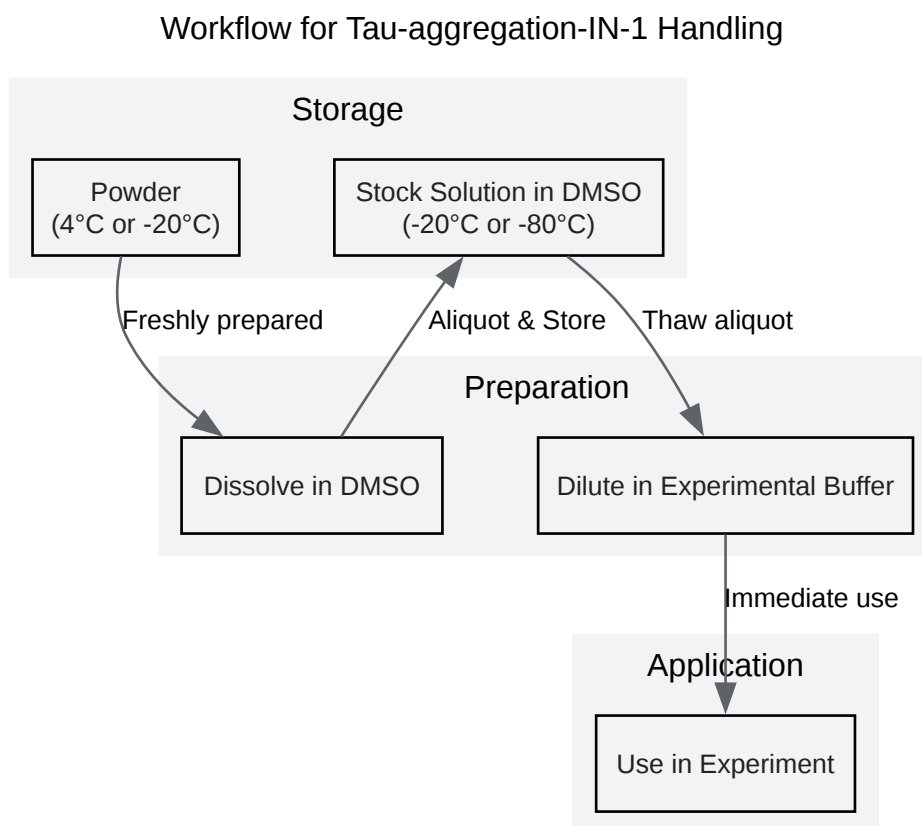 Workflow for Tau-aggregation-IN-1 Handling
Storage
Powder
(4°C or -20°C)
Stock Solution in DMSO
(-20°C or -80°C)
Freshly prepared
Aliquot & Store
Thaw aliquot
Preparation
Dissolve in DMSO
Dilute in Experimental Buffer
Immediate use
Application
Use in Experiment